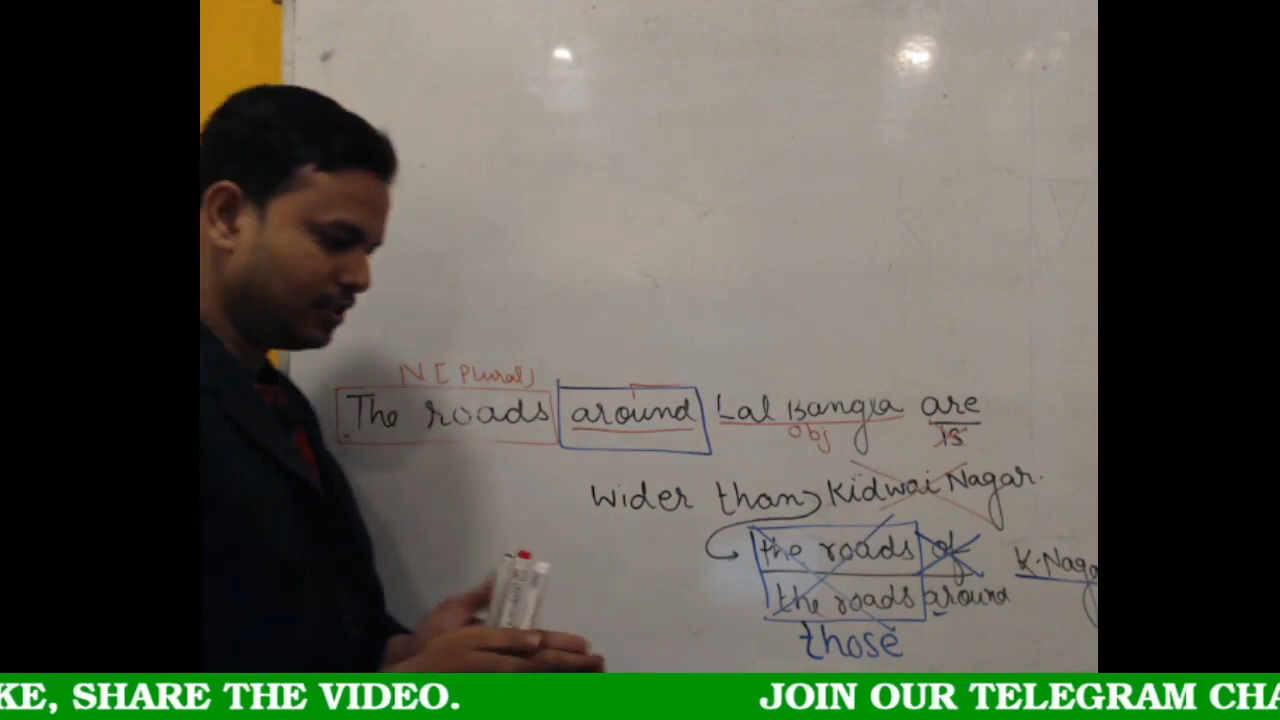 N [Plural)
The roads around Lal Bangla are
obj is
wider than Kidwai Nagar.
the roads of K.Nag
the roads around
those
KE, SHARE THE VIDEO. JOIN OUR TELEGRAM CHA